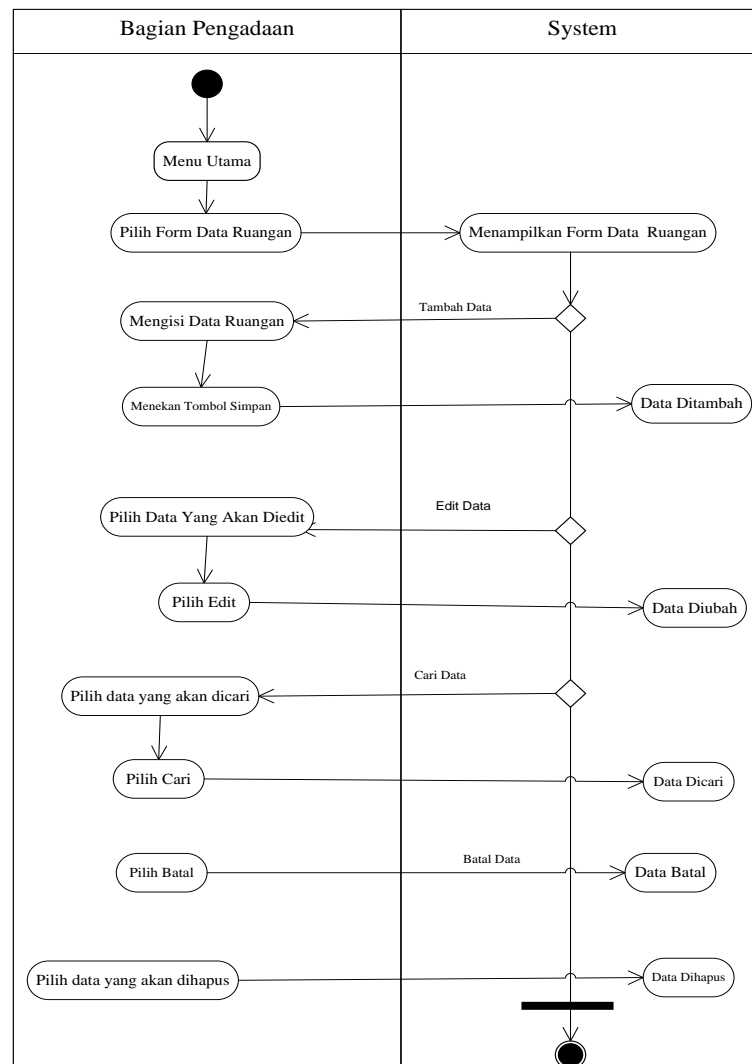 Bagian Pengadaan
System
Menu Utama
Pilih Form Data Ruangan
Menampilkan Form Data Ruangan
Tambah Data
Mengisi Data Ruangan
Menekan Tombol Simpan
Data Ditambah
Edit Data
Pilih Data Yang Akan Diedit
Pilih Edit
Data Diubah
Cari Data
Pilih data yang akan dicari
Pilih Cari
Data Dicari
Batal Data
Pilih Batal
Data Batal
Pilih data yang akan dihapus
Data Dihapus